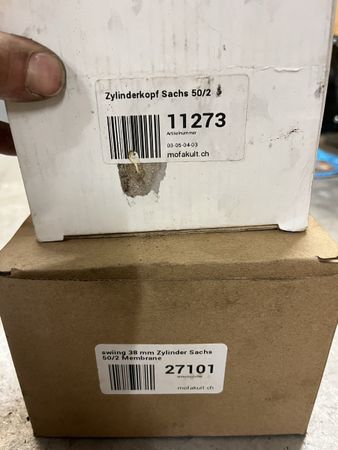 Zylinderkopf Sachs 50/2
11273
Artikelnummer
03-05-04-03
mofakult.ch
swiing 38 mm Zylinder Sachs
50/2 Membrane
27101
mofakult.ch